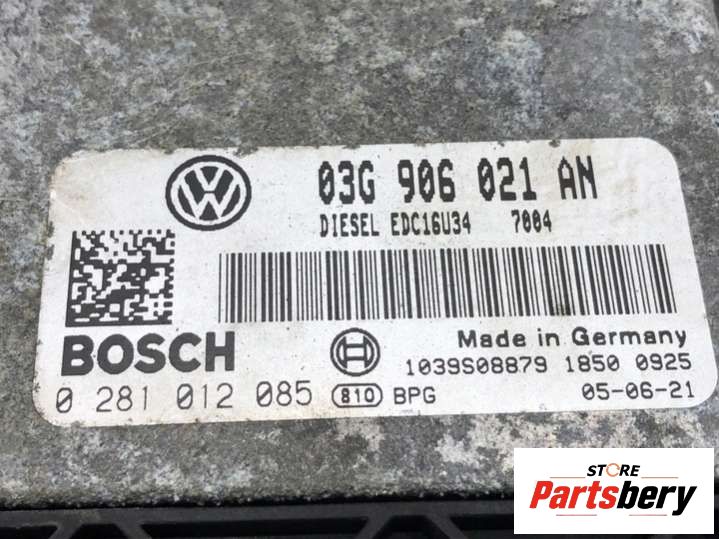 03G 906 021 AN
DIESEL EDC16U34 7004
BOSCH
Made in Germany
1039S08879 1850 0925
0 281 012 085 810 BPG 05-06-21
STORE
Partsbery